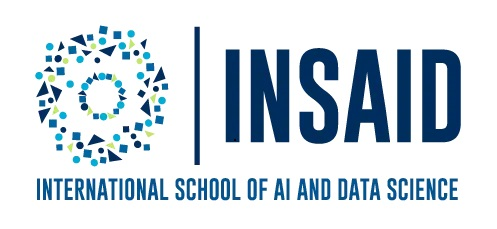 INSAID
INTERNATIONAL SCHOOL OF AI AND DATA SCIENCE